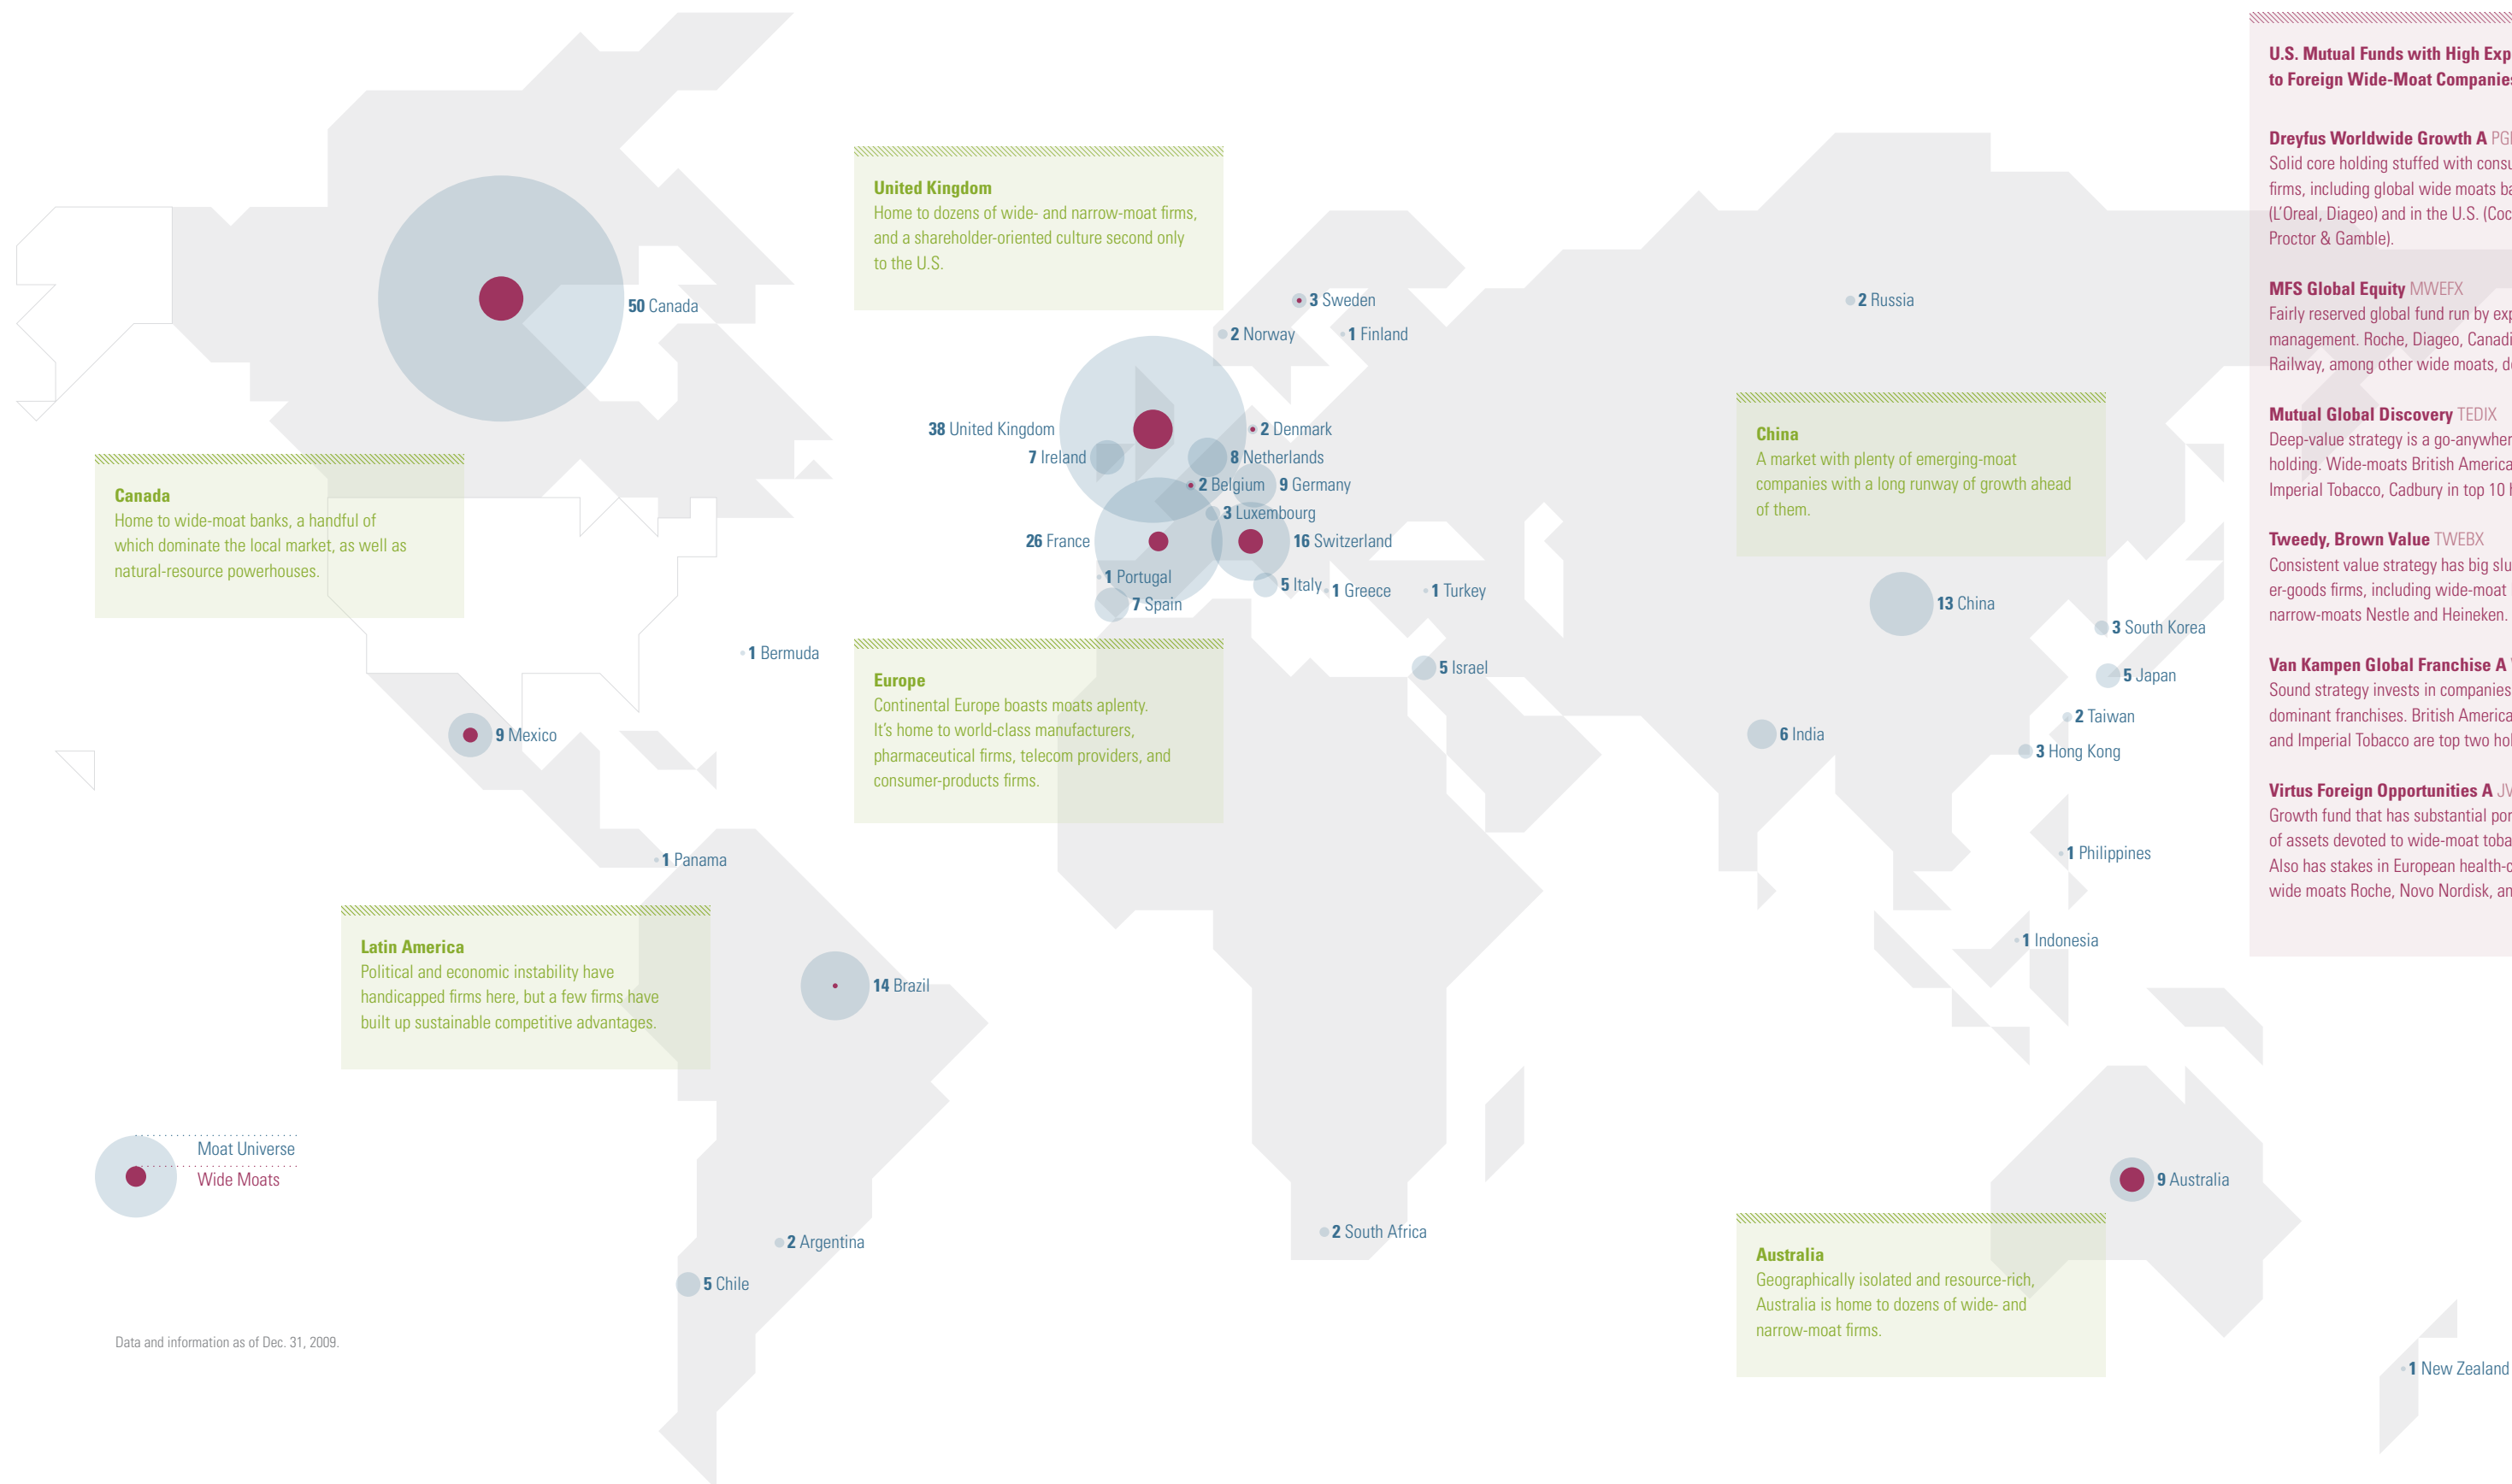 50 Canada
Canada
Home to wide-moat banks, a handful of
which dominate the local market, as well as
natural-resource powerhouses.
United Kingdom
Home to dozens of wide- and narrow-moat firms,
and a shareholder-oriented culture second only
to the U.S.
3 Sweden
2 Norway
1 Finland
2 Russia
38 United Kingdom
2 Denmark
7 Ireland
8 Netherlands
2 Belgium
9 Germany
3 Luxembourg
26 France
16 Switzerland
1 Portugal
5 Italy
1 Greece
1 Turkey
7 Spain
1 Bermuda
5 Israel
Europe
Continental Europe boasts moats aplenty.
It's home to world-class manufacturers,
pharmaceutical firms, telecom providers, and
consumer-products firms.
China
A market with plenty of emerging-moat
companies with a long runway of growth ahead
of them.
13 China
3 South Korea
5 Japan
2 Taiwan
6 India
3 Hong Kong
1 Philippines
1 Indonesia
9 Mexico
1 Panama
Latin America
Political and economic instability have
handicapped firms here, but a few firms have
built up sustainable competitive advantages.
14 Brazil
2 Argentina
5 Chile
2 South Africa
9 Australia
Australia
Geographically isolated and resource-rich,
Australia is home to dozens of wide- and
narrow-moat firms.
1 New Zealand
Moat Universe
Wide Moats
Data and information as of Dec. 31, 2009.
U.S. Mutual Funds with High
to Foreign Wide-Moat
Dreyfus Worldwide Growth A
Solid core holding stuffed with
firms, including global wide moats
(L'Oreal, Diageo) and in the U.S.
Proctor & Gamble).
MFS Global Equity MWEFX
Fairly reserved global fund run by
management. Roche, Diageo,
Railway, among other wide moats,
Mutual Global Discovery TEDIX
Deep-value strategy is a
holding. Wide-moats British
Imperial Tobacco, Cadbury in top 10
Tweedy, Brown Value TWEBX
Consistent value strategy has big
er-goods firms, including wide-moat
narrow-moats Nestle and Heineken.
Van Kampen Global Franchise A
Sound strategy invests in companies
dominant franchises. British
and Imperial Tobacco are top two
Virtus Foreign Opportunities A
Growth fund that has substantial
of assets devoted to wide-moat
Also has stakes in European
wide moats Roche, Novo Nordisk,